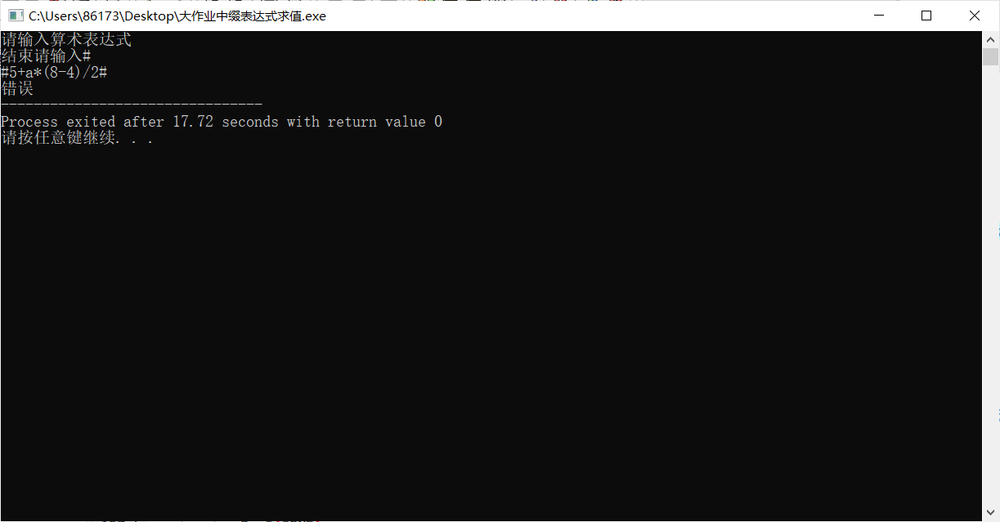 C:\Users\86173\Desktop\大作业中缀表达式求值.exe
请输入算术表达式
结束请输入#
#5+a*(8-4)/2#
错误
--------------------------------
Process exited after 17.72 seconds with return value 0
请按任意键继续. . .